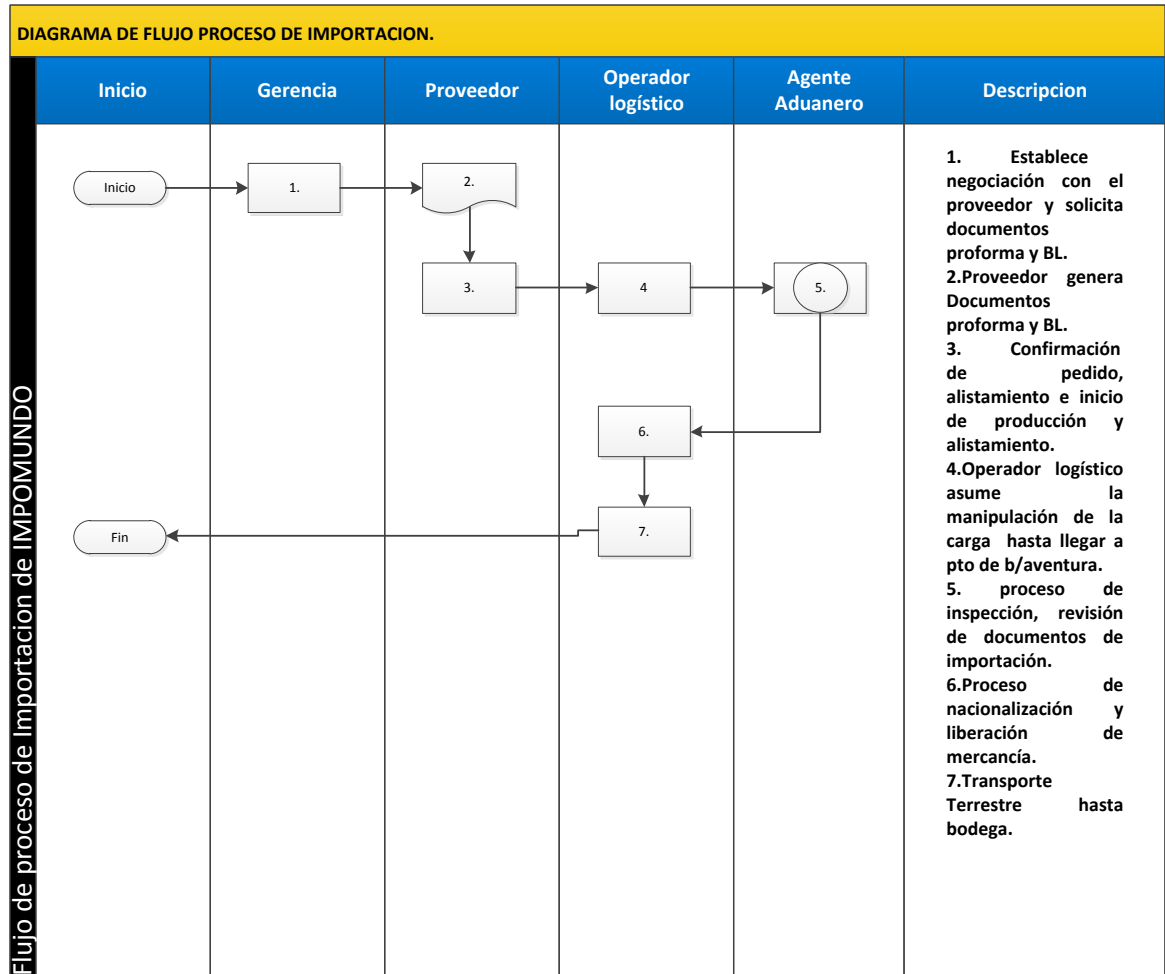 DIAGRAMA DE FLUJO PROCESO DE IMPORTACION.
Inicio
Gerencia
Proveedor
Operador
logístico
Agente
Aduanero
Descripcion
Flujo de proceso de Importacion de IMPOMUNDO
Inicio
1.
2.
3.
4
5.
6.
7.
Fin
1. Establece
negociación con el
proveedor y solicita
documentos
proforma y BL.
2.Proveedor genera
Documentos
proforma y BL.
3. Confirmación
de pedido,
alistamiento e inicio
de producción y
alistamiento.
4.Operador logístico
asume la
manipulación de la
carga hasta llegar a
pto de b/aventura.
5. proceso de
inspección, revisión
de documentos de
importación.
6.Proceso de
nacionalización y
liberación de
mercancía.
7.Transporte
Terrestre hasta
bodega.